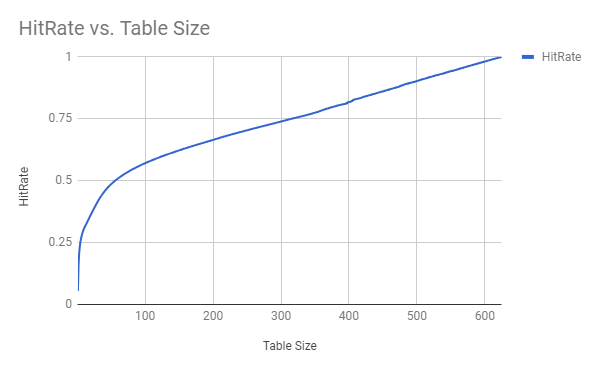 HitRate vs. Table Size
1
0.75
0.5
0.25
0
HitRate
100 200 300 400 500 600
Table Size
HitRate